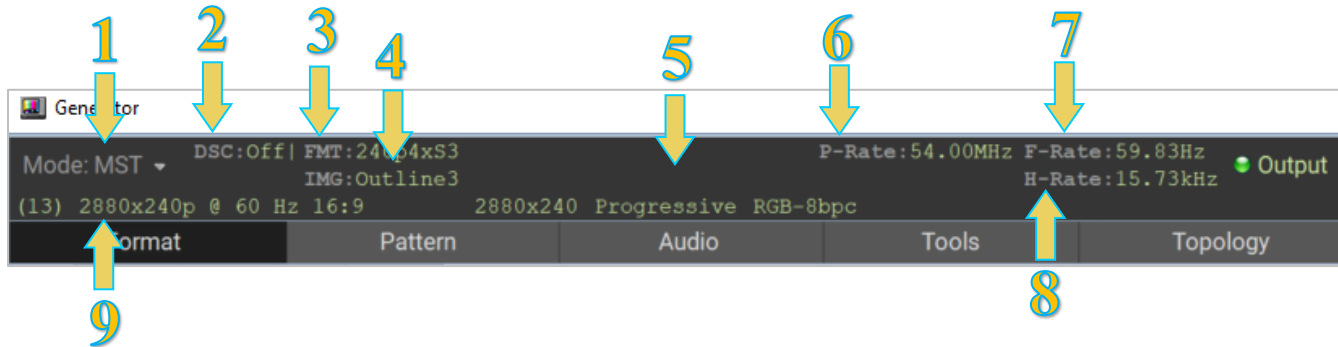 1 2 3 4 5 6 7
Generator
Mode: MST DSC:Off| FMT:240p4xS3 P-Rate:54.00MHz F-Rate:59.83Hz Output
IMG:Outline3 H-Rate:15.73kHz
(13) 2880x240p @ 60 Hz 16:9 2880x240 Progressive RGB-8bpc
Format Pattern Audio Tools Topology
9 8